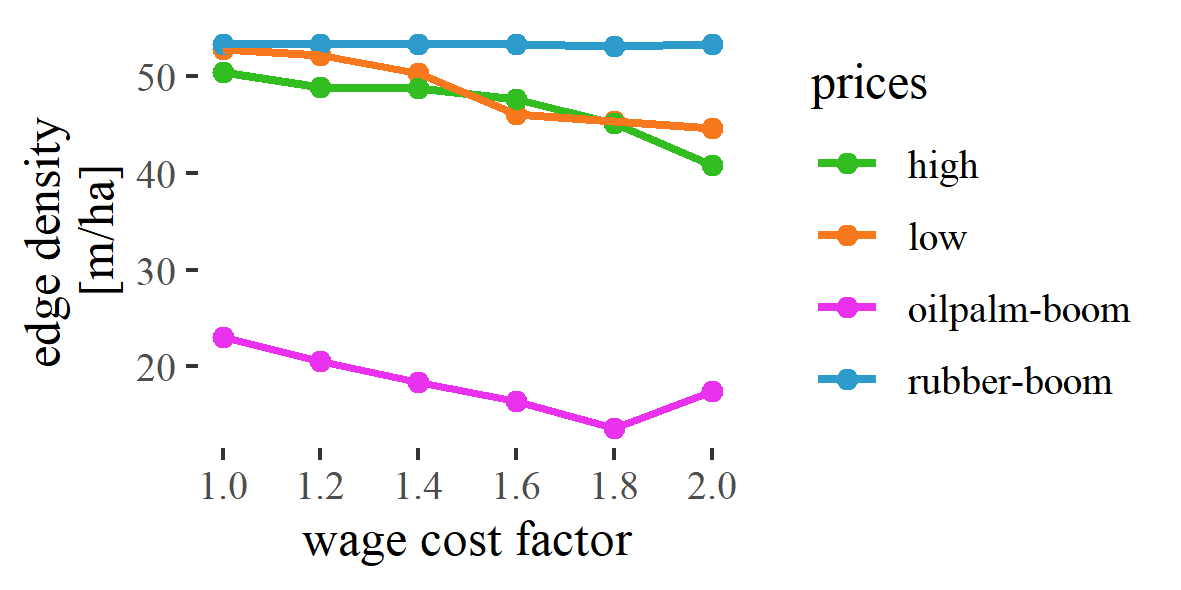 edge density
[m/ha]
50
40
30
20
1.0 1.2 1.4 1.6 1.8 2.0
wage cost factor
prices
high
low
oilpalm-boom
rubber-boom